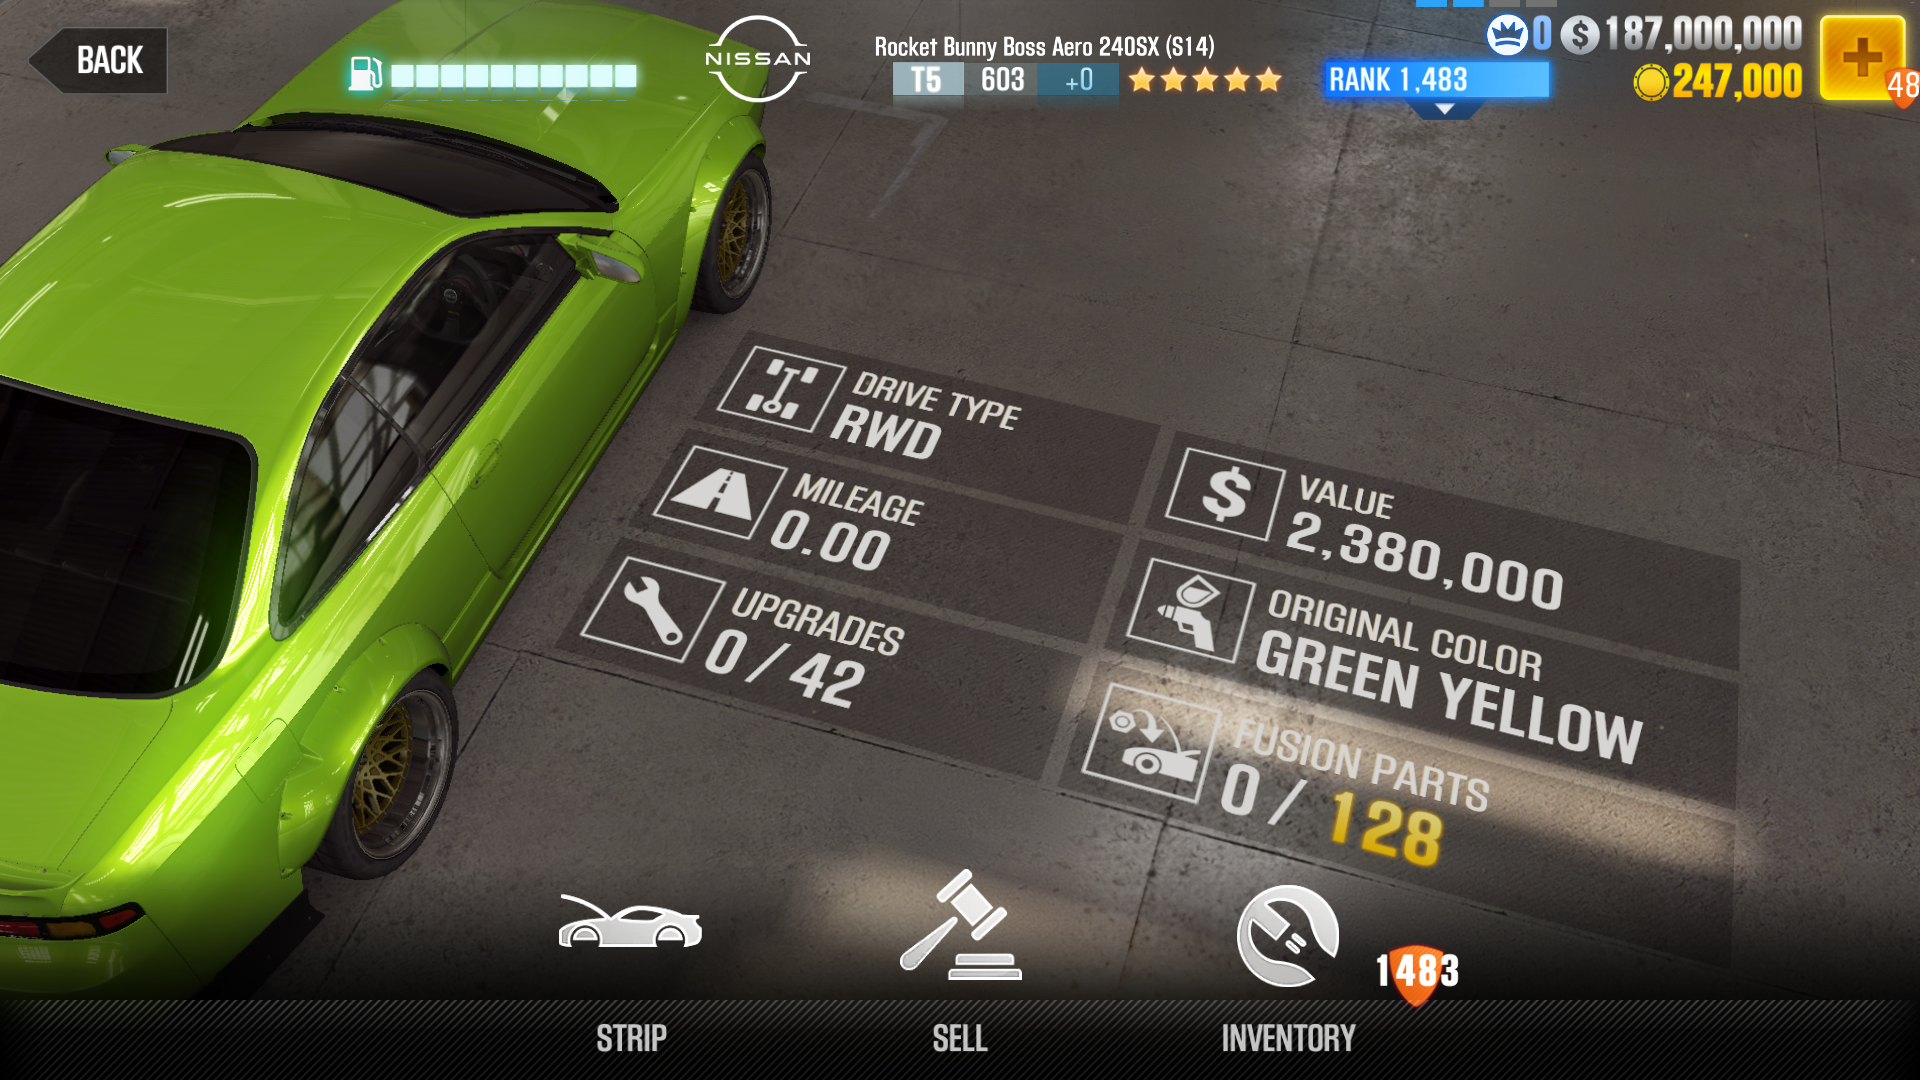 BACK
NISSAN
Rocket Bunny Boss Aero 240SX (S14)
T5 603 +0
RANK 1,483
0 $ 187,000,000
247,000
48
DRIVE TYPE
RWD
MILEAGE
0.00
UPGRADES
0 / 42
$ VALUE
2,380,000
ORIGINAL COLOR
GREEN YELLOW
FUSION PARTS
0 / 128
1483
STRIP
SELL
INVENTORY